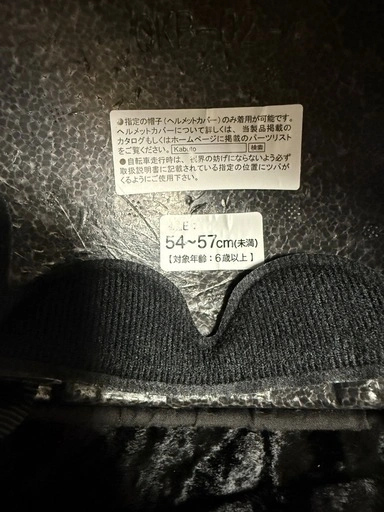 指定の帽子(ヘルメットカバー)のみ着用が可能です。
ヘルメットカバーについて詳しくは、当製品掲載の
カタログもしくはホームページに掲載のパーツリスト
をご覧ください。 Kabuto 検索
●自転車走行時は、視界の妨げにならないよう必ず
取扱説明書に記載されている指定の位置にツバが
くるようにご使用下さい。
54~57cm(未満)
【対象年齢:6歳以上】